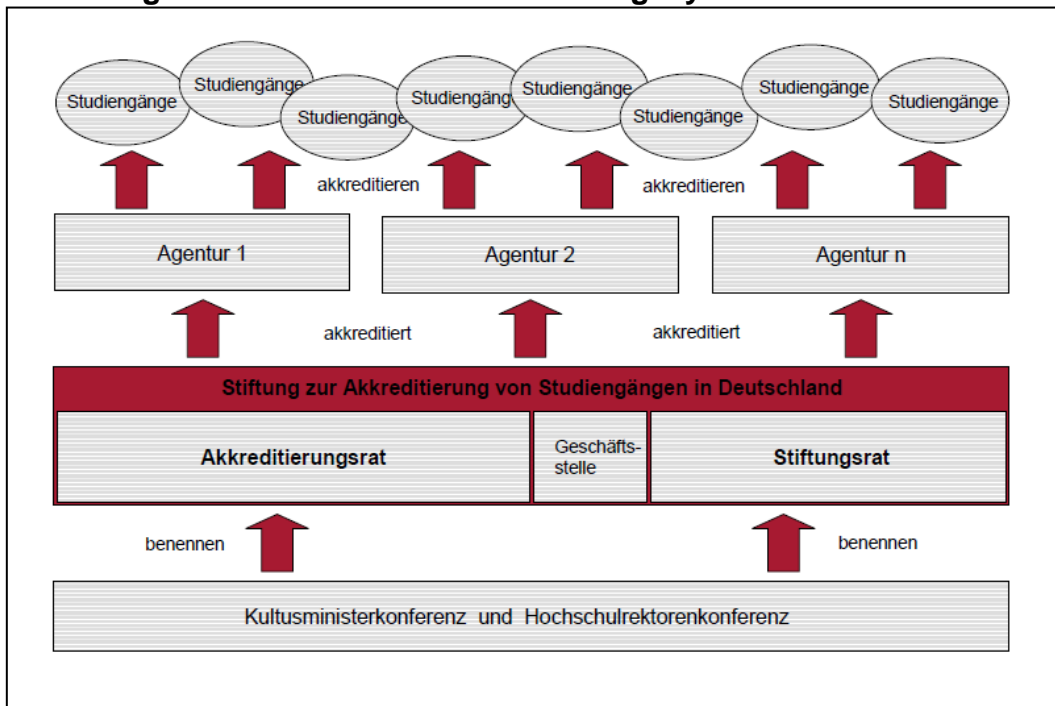 Studiengänge
Studiengänge
Studiengänge
Studiengäng
Studiengänge
Studiengänge
Studiengänge
Studiengänge
akkreditieren
akkreditieren
Agentur 1
Agentur 2
Agentur n
akkreditiert
akkreditiert
Stiftung zur Akkreditierung von Studiengängen in Deutschland
Akkreditierungsrat
Geschäfts-
stelle
Stiftungsrat
benennen
benennen
Kultusministerkonferenz und Hochschulrektorenkonferenz